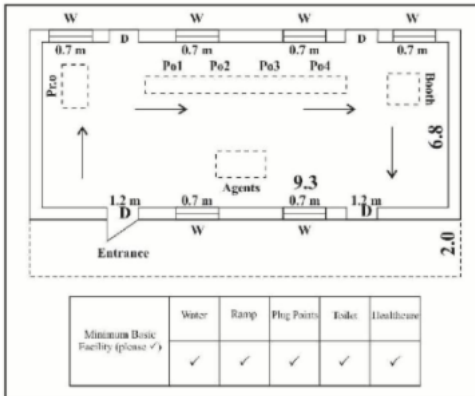 W W W W
D D
0.7 m 0.7 m 0.7 m 0.7 m
Po1 Po2 Po3 Po4
Pr.o
Booth
6.8
Agents
9.3
1.2 m 0.7 m 0.7 m 1.2 m
D D
W W
Entrance
2.0
Minimum Basic
Facility (please ✓)
Water Ramp Plug Points Toilet Healthcare
✓ ✓ ✓ ✓ ✓